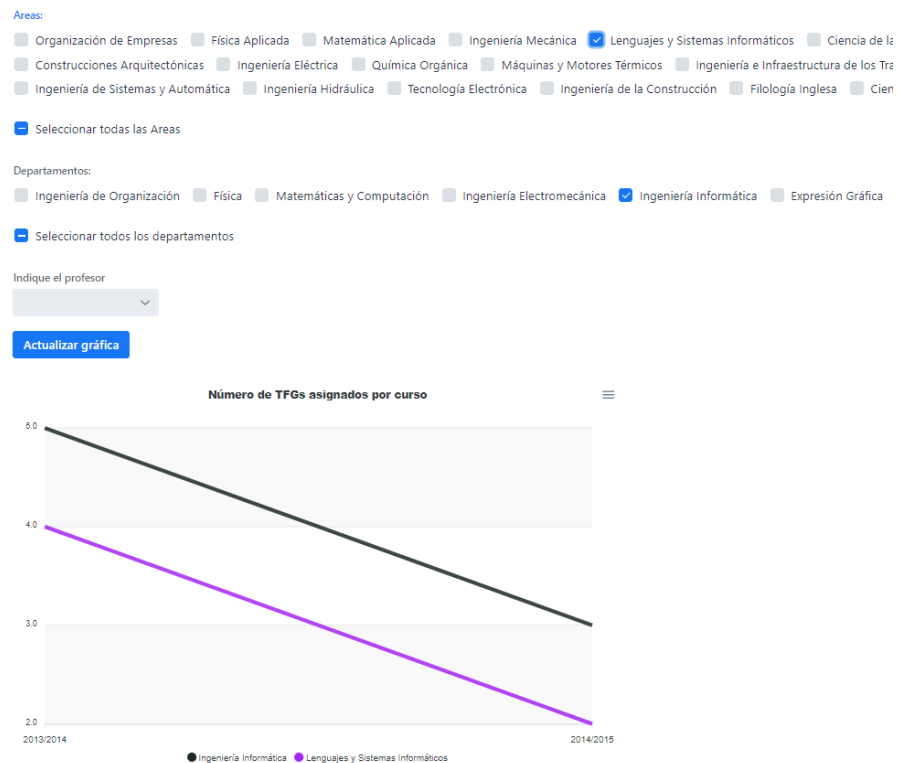 Areas:
Organización de Empresas Física Aplicada Matemática Aplicada Ingeniería Mecánica Lenguajes y Sistemas Informáticos Ciencia de la
Construcciones Arquitectónicas Ingeniería Eléctrica Química Orgánica Máquinas y Motores Térmicos Ingeniería e Infraestructura de los Tra
Ingeniería de Sistemas y Automática Ingeniería Hidráulica Tecnología Electrónica Ingeniería de la Construcción Filología Inglesa Cien
Seleccionar todas las Areas
Departamentos:
Ingeniería de Organización Física Matemáticas y Computación Ingeniería Electromecánica Ingeniería Informática Expresión Gráfica
Seleccionar todos los departamentos
Indique el profesor
Actualizar gráfica
Número de TFGs asignados por curso
5.0
4.0
3.0
2.0
2013/2014 2014/2015
Ingeniería Informática Lenguajes y Sistemas Informáticos